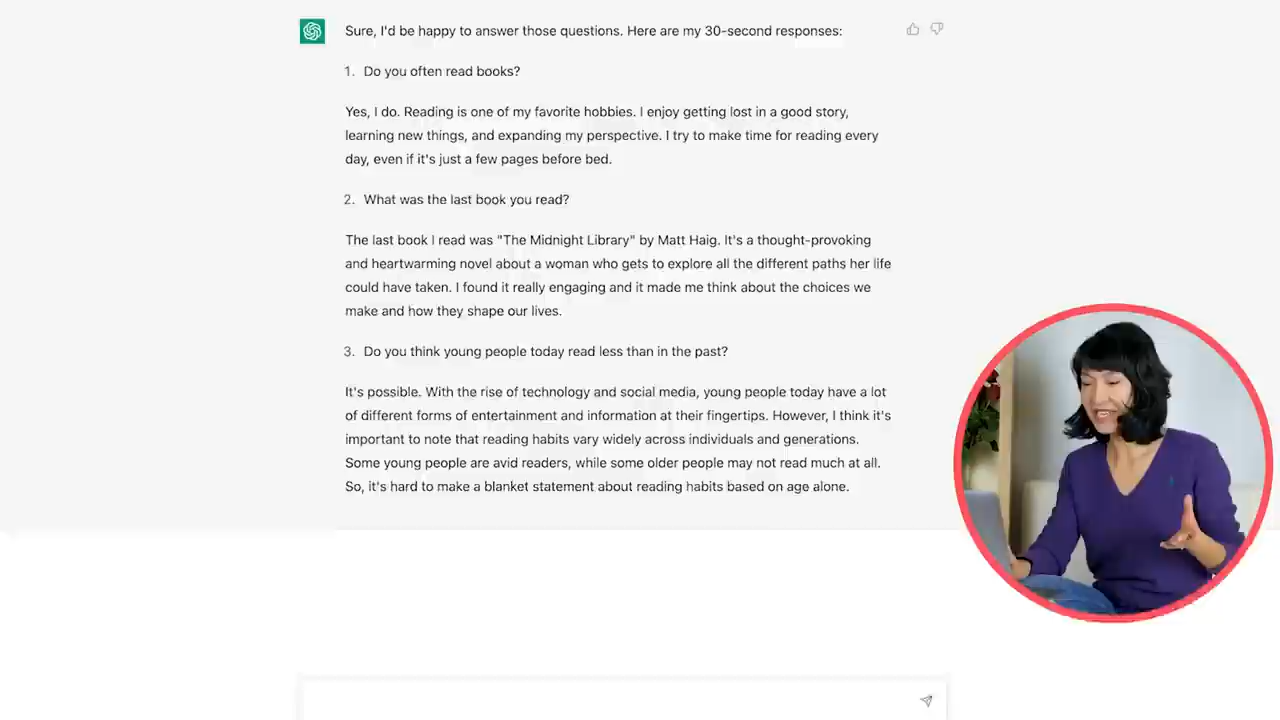 Sure, I'd be happy to answer those questions. Here are my 30-second responses:
1. Do you often read books?
Yes, I do. Reading is one of my favorite hobbies. I enjoy getting lost in a good story,
learning new things, and expanding my perspective. I try to make time for reading every
day, even if it's just a few pages before bed.
2. What was the last book you read?
The last book I read was "The Midnight Library" by Matt Haig. It's a thought-provoking
and heartwarming novel about a woman who gets to explore all the different paths her life
could have taken. I found it really engaging and it made me think about the choices we
make and how they shape our lives.
3. Do you think young people today read less than in the past?
It's possible. With the rise of technology and social media, young people today have a lot
of different forms of entertainment and information at their fingertips. However, I think it's
important to note that reading habits vary widely across individuals and generations.
Some young people are avid readers, while some older people may not read much at all.
So, it's hard to make a blanket statement about reading habits based on age alone.